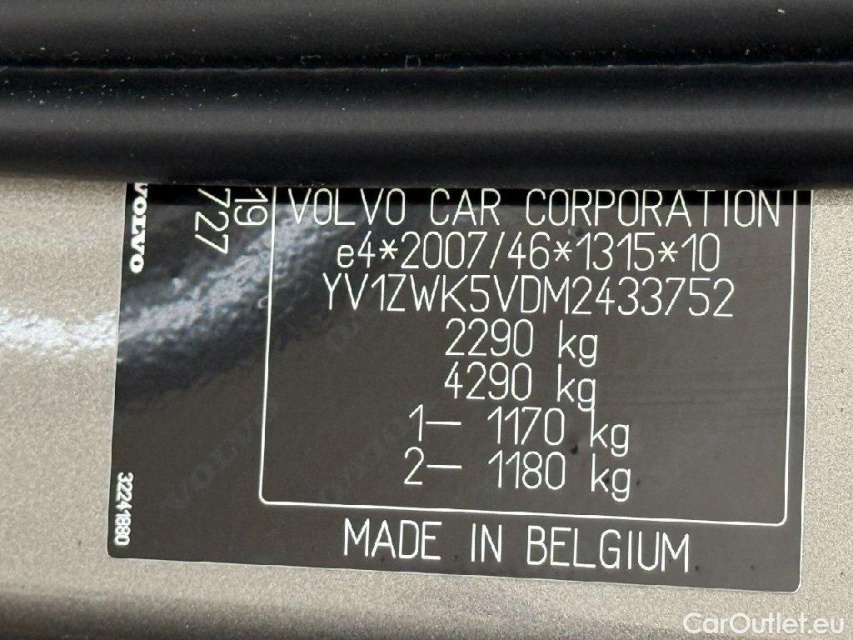 VOLVO
19
727
VOLVO CAR CORPORATION
e4*2007/46*1315*10
YV1ZWK5VDM2433752
2290 kg
4290 kg
1— 1170 kg
2— 1180 kg
32241880
MADE IN BELGIUM
CarOutlet.eu